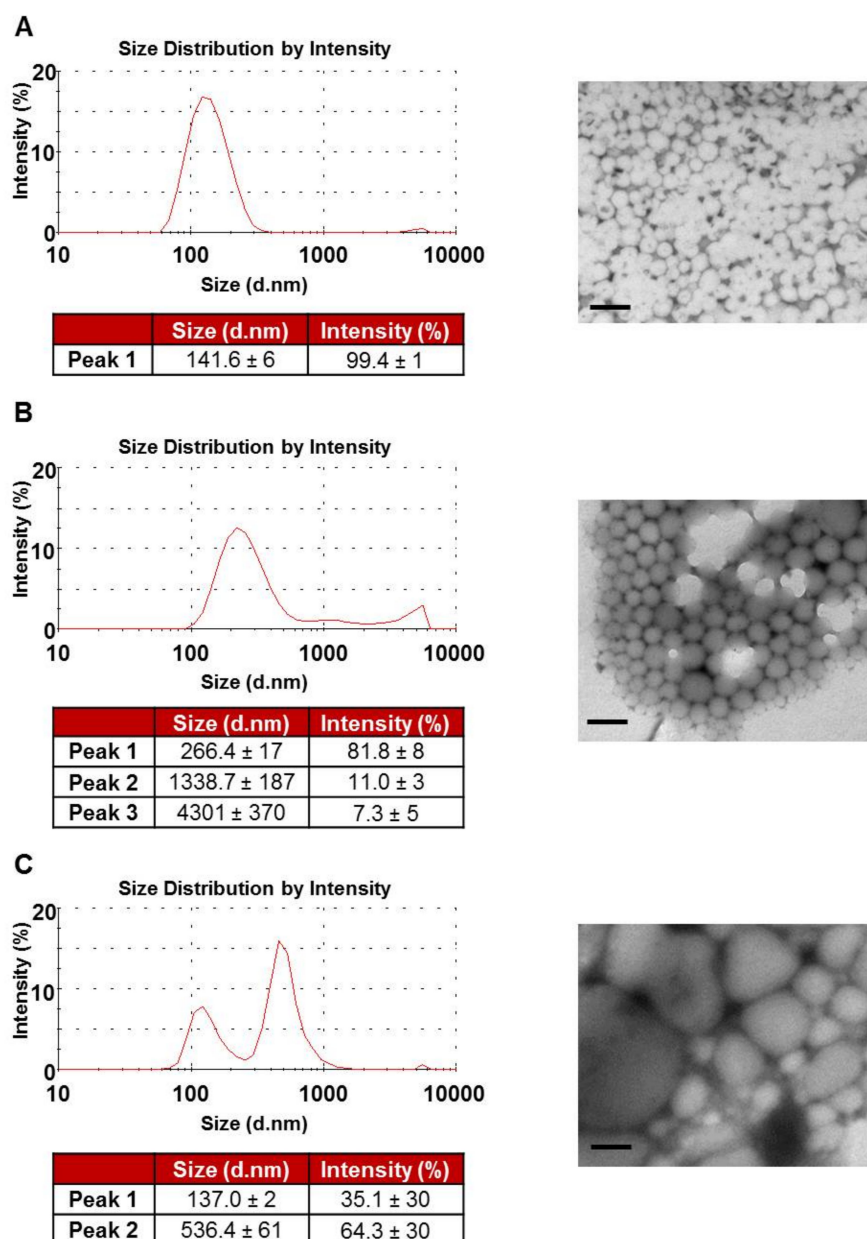 A
Size Distribution by Intensity
Intensity (%)
20
10
0
10 100 1000 10000
Size (d.nm)
Size (d.nm) Intensity (%)
Peak 1 141.6 ± 6 99.4 ± 1
B
Size Distribution by Intensity
Intensity (%)
20
10
0
10 100 1000 10000
Size (d.nm)
Size (d.nm) Intensity (%)
Peak 1 266.4 ± 17 81.8 ± 8
Peak 2 1338.7 ± 187 11.0 ± 3
Peak 3 4301 ± 370 7.3 ± 5
C
Size Distribution by Intensity
Intensity (%)
20
10
0
10 100 1000 10000
Size (d.nm)
Size (d.nm) Intensity (%)
Peak 1 137.0 ± 2 35.1 ± 30
Peak 2 536.4 ± 61 64.3 ± 30